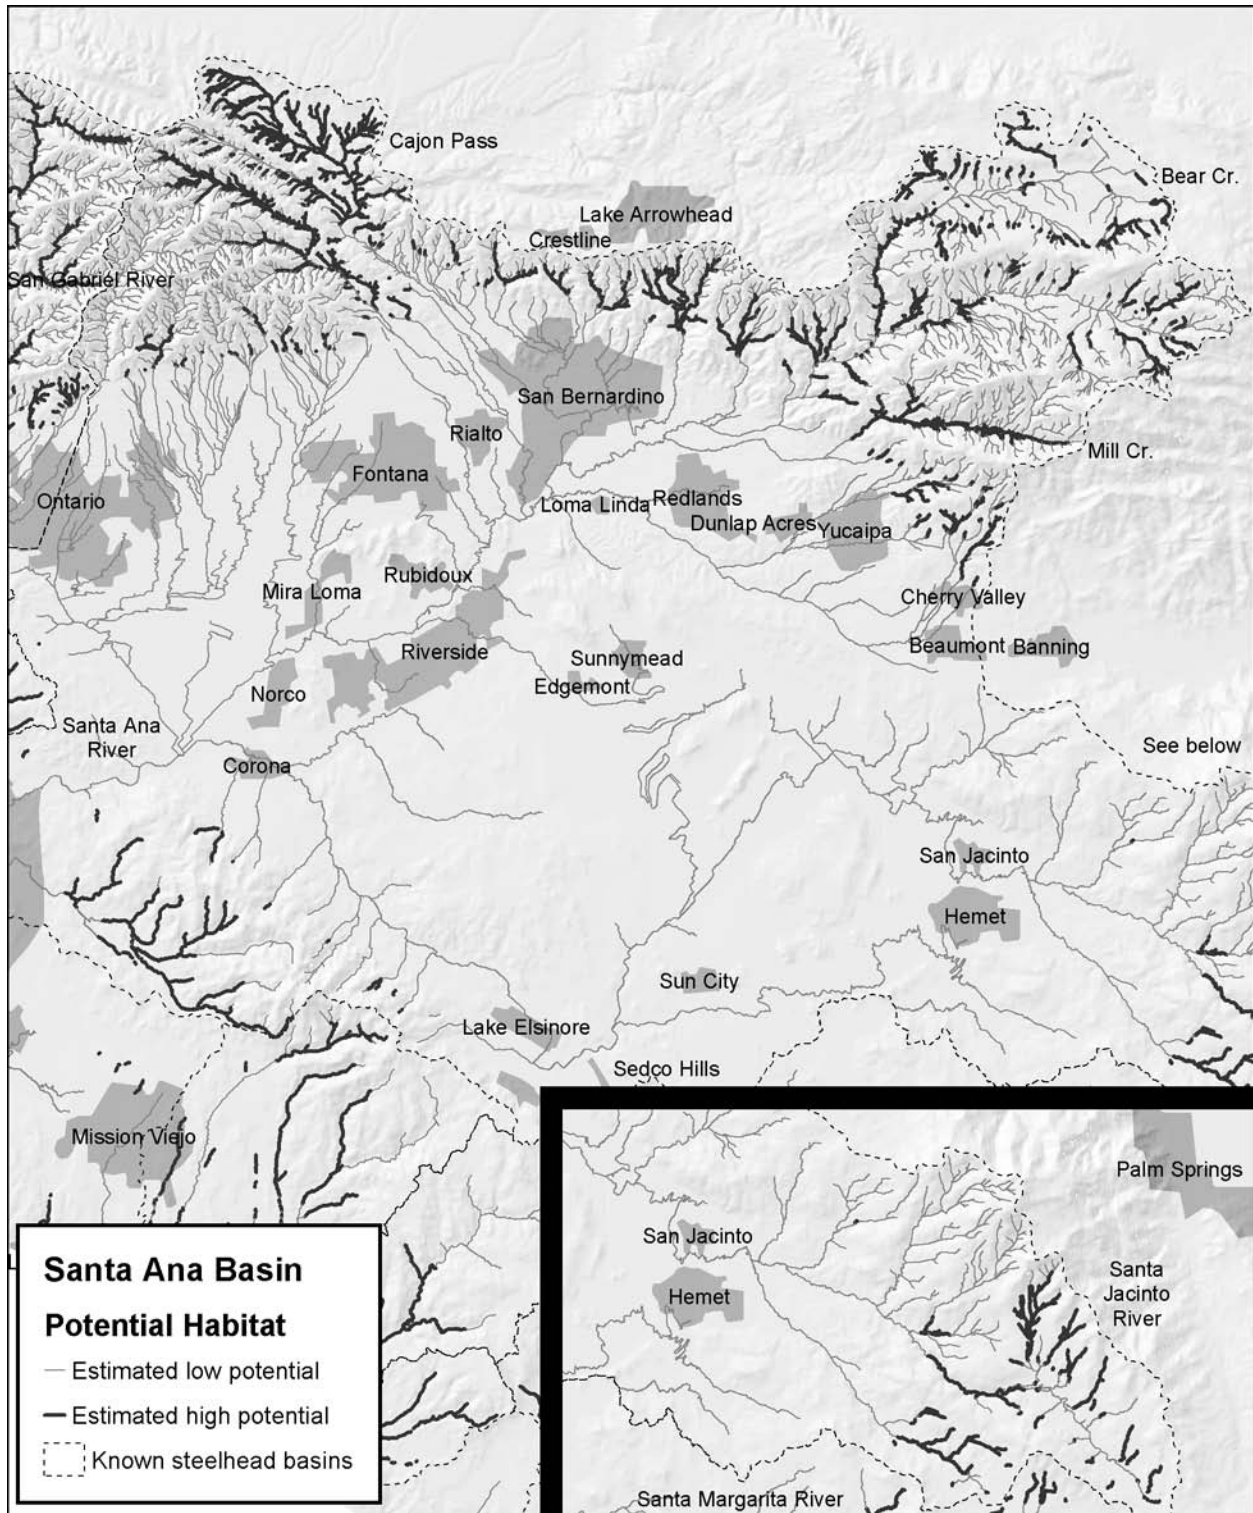 Cajon Pass
Bear Cr.
Lake Arrowhead
Crestline
San Gabriel River
San Bernardino
Rialto
Mill Cr.
Fontana
Ontario
Loma Linda
Redlands
Dunlap Acres
Yucaipa
Rubidoux
Mira Loma
Cherry Valley
Riverside
Sunnymead
Beaumont
Banning
Edgemont
Norco
Santa Ana
River
See below
Corona
San Jacinto
Hemet
Sun City
Lake Elsinore
Sedco Hills
Mission Viejo
Palm Springs
San Jacinto
Santa
Jacinto
River
Hemet
Santa Margarita River
Santa Ana Basin
Potential Habitat
Estimated low potential
Estimated high potential
Known steelhead basins